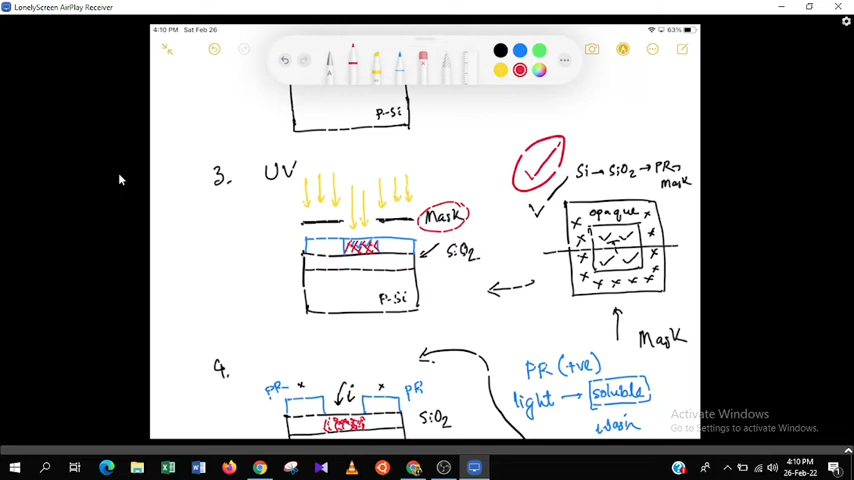 LonelyScreen AirPlay Receiver
4:10 PM Sat Feb 26
63%
A
P-Si
3. UV
Mask
SiO2
P-Si
Si → SiO2 → PR →
Mask
opaque
Mask
4.
PR
i
PR
SiO2
PR (+ve)
light → soluble
wash
Activate Windows
Go to Settings to activate Windows.
4:10 PM
26-Feb-22